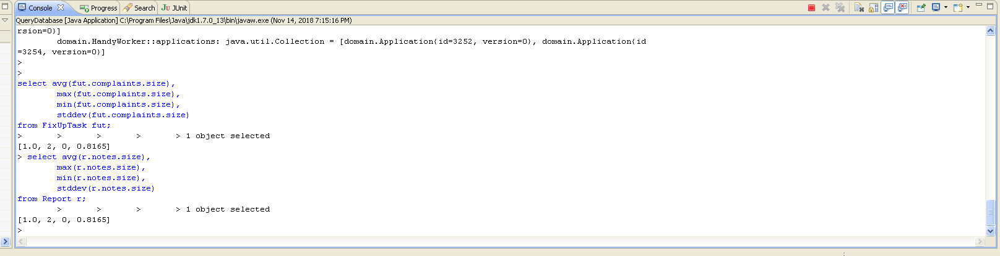 Console Progress Search JUnit
QueryDatabase [Java Application] C:\Program Files\Java\jdk1.7.0_13\bin\javaw.exe (Nov 14, 2018 7:15:16 PM)
rsion=0}]
        domain.HandyWorker::applications: java.util.Collection = [domain.Application{id=3252, version=0}, domain.Application{id
=3254, version=0}]
>
>
select avg(fut.complaints.size),
        max(fut.complaints.size),
        min(fut.complaints.size),
        stddev(fut.complaints.size)
from FixUpTask fut;
>       >       >       >       > 1 object selected
[1.0, 2, 0, 0.8165]
> select avg(r.notes.size),
        max(r.notes.size),
        min(r.notes.size),
        stddev(r.notes.size)
from Report r;
        >       >       >       > 1 object selected
[1.0, 2, 0, 0.8165]
>